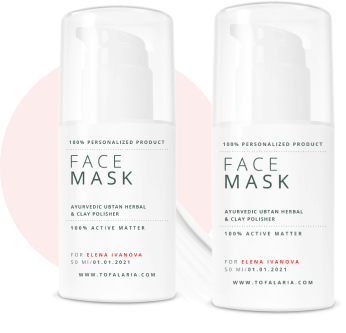 100% PERSONALIZED PRODUCT
FACE
MASK
AYURVEDIC UBTAN HERBAL
& CLAY POLISHER
100% ACTIVE MATTER
FOR ELENA IVANOVA
50 Ml/01.01.2021
WWW.TOFALARIA.COM
100% PERSONALIZED PRODUCT
FACE
MASK
AYURVEDIC UBTAN HERBAL
& CLAY POLISHER
100% ACTIVE MATTER
FOR ELENA IVANOVA
50 Ml/01.01.2021
WWW.TOFALARIA.COM